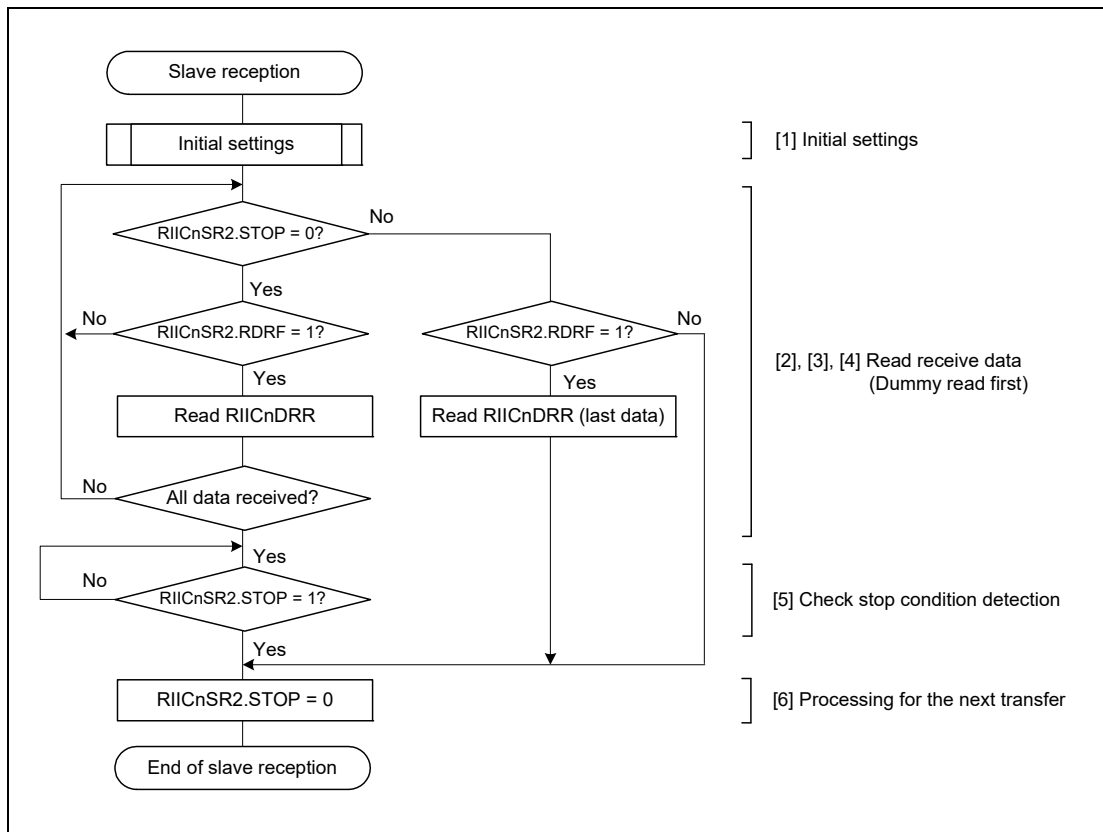 Slave reception
Initial settings
[1] Initial settings
No
RIICnSR2.STOP = 0?
Yes
No
RIICnSR2.RDRF = 1?
RIICnSR2.RDRF = 1?
No
[2], [3], [4] Read receive data
(Dummy read first)
Yes
Yes
Read RIICnDRR
Read RIICnDRR (last data)
No
All data received?
Yes
No
RIICnSR2.STOP = 1?
[5] Check stop condition detection
Yes
RIICnSR2.STOP = 0
[6] Processing for the next transfer
End of slave reception